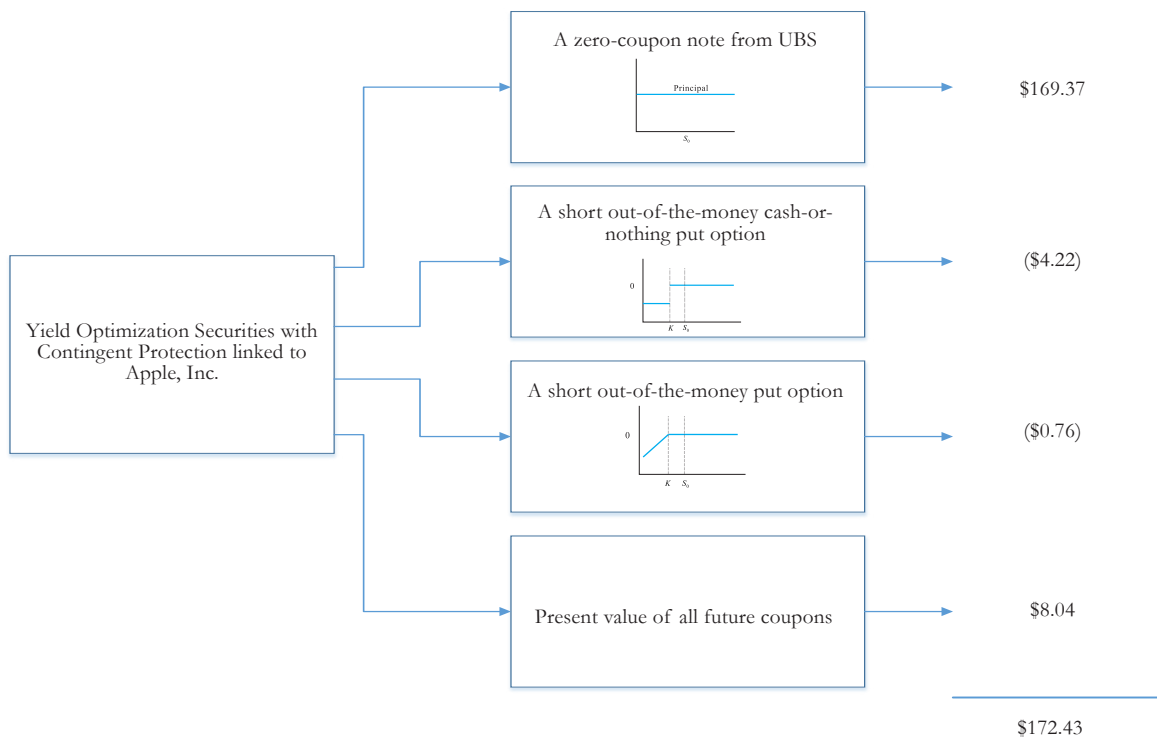 A zero-coupon note from UBS
Principal
S0
$169.37
A short out-of-the-money cash-or-
nothing put option
0
K S0
($4.22)
Yield Optimization Securities with
Contingent Protection linked to
Apple, Inc.
A short out-of-the-money put option
0
K S0
($0.76)
Present value of all future coupons
$8.04
$172.43